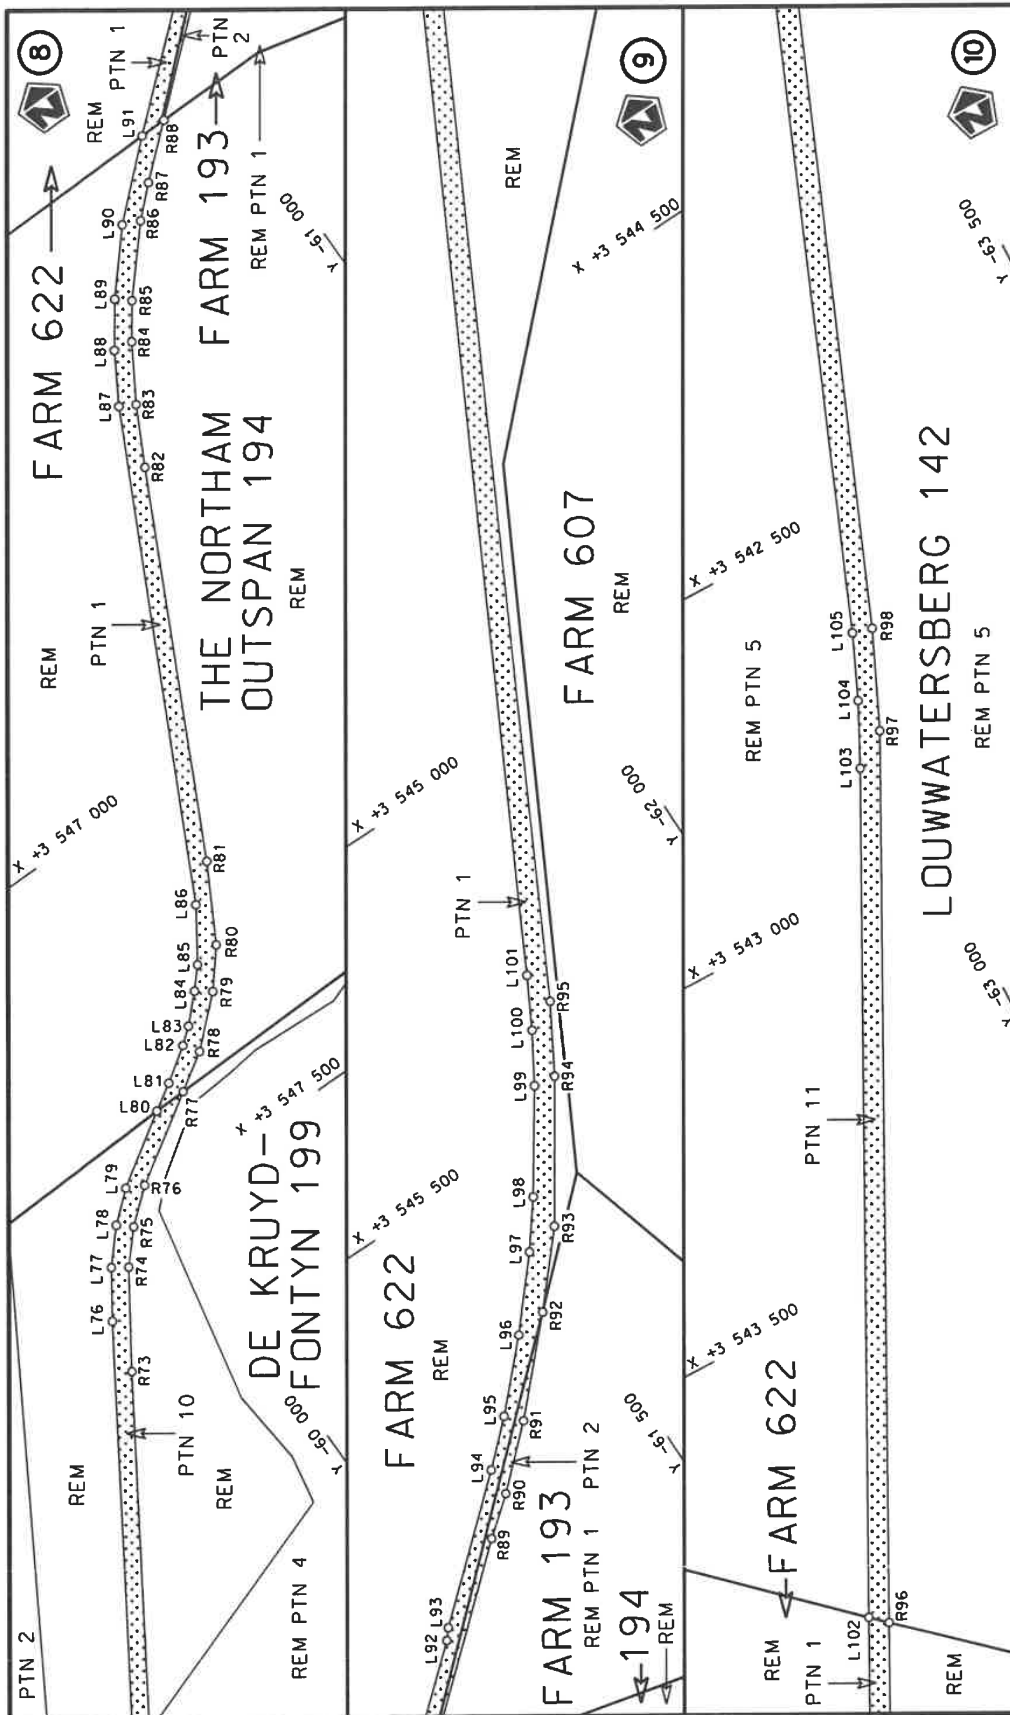 8
PTN 2
REM
PTN 10
REM
REM PTN 4
DE KRUYD-
FONTYN 199
L76
L77
L78
L79
L80
L81
L82
L83
L84
L85
L86
L87
L88
L89
L90
L91
R73
R74
R75
R76
R77
R78
R79
R80
R81
R82
R83
R84
R85
R86
R87
R88
X +3 547 500
X +3 547 000
Y -60 000
Y -61 000
REM
PTN 1
FARM 622
REM
PTN 1
PTN
2
THE NORTHAM
OUTSPAN 194
REM
FARM 193
REM PTN 1
9
FARM 622
REM
FARM 193
REM PTN 1
PTN 2
194
REM
L92
L93
L94
L95
L96
L97
L98
L99
L100
L101
R89
R90
R91
R92
R93
R94
R95
X +3 545 500
X +3 545 000
X +3 544 500
Y -61 500
Y -62 000
PTN 1
FARM 607
REM
REM
10
FARM 622
REM
PTN 1
REM
L102
R96
PTN 11
L103
L104
L105
R97
R98
X +3 543 500
X +3 543 000
X +3 542 500
Y -63 000
Y -63 500
REM PTN 5
LOUWWATERSBERG 142
REM PTN 5